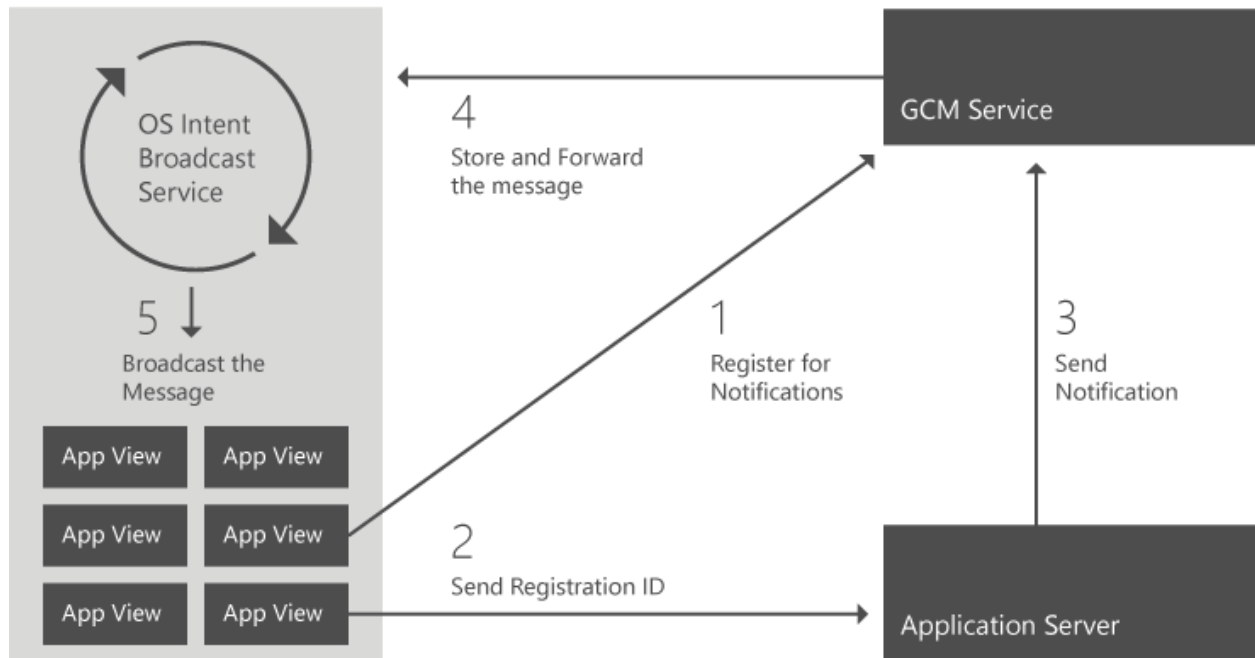 OS Intent
Broadcast
Service
5
Broadcast the
Message
App View
App View
App View
App View
App View
App View
4
Store and Forward
the message
1
Register for
Notifications
2
Send Registration ID
GCM Service
3
Send
Notification
Application Server